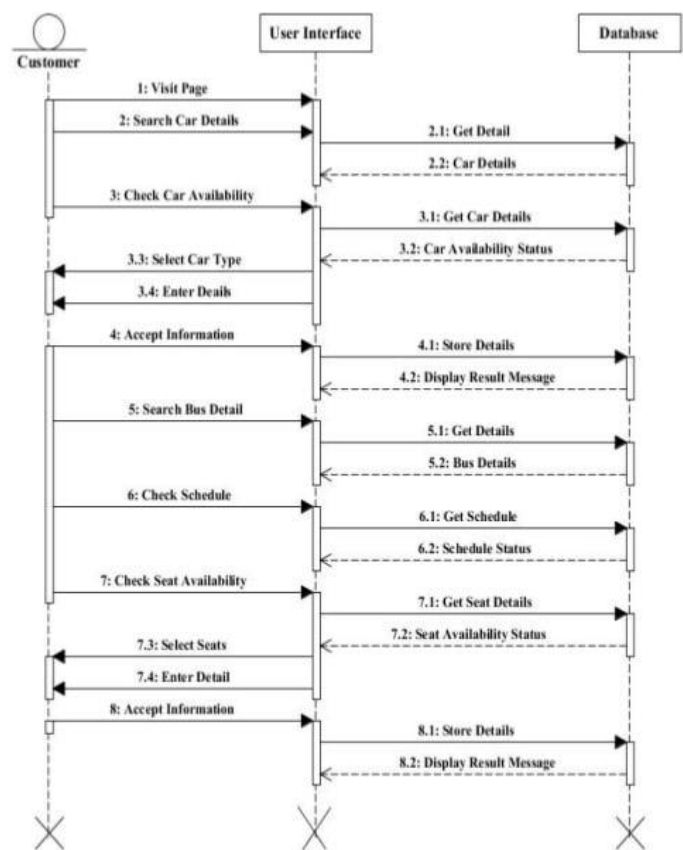 Customer
User Interface
Database
1: Visit Page
2: Search Car Details
2.1: Get Detail
2.2: Car Details
3: Check Car Availability
3.1: Get Car Details
3.2: Car Availability Status
3.3: Select Car Type
3.4: Enter Deails
4: Accept Information
4.1: Store Details
4.2: Display Result Message
5: Search Bus Detail
5.1: Get Details
5.2: Bus Details
6: Check Schedule
6.1: Get Schedule
6.2: Schedule Status
7: Check Seat Availability
7.1: Get Seat Details
7.2: Seat Availability Status
7.3: Select Seats
7.4: Enter Detail
8: Accept Information
8.1: Store Details
8.2: Display Result Message